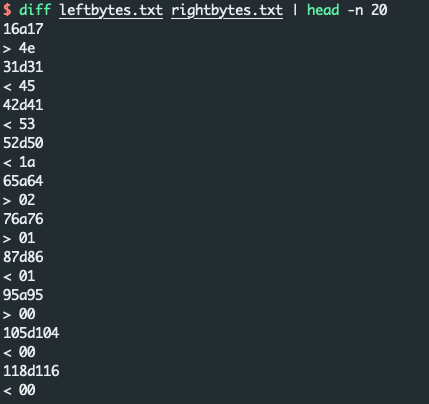 $ diff leftbytes.txt rightbytes.txt | head -n 20
16a17
> 4e
31d31
< 45
42d41
< 53
52d50
< 1a
65a64
> 02
76a76
> 01
87d86
< 01
95a95
> 00
105d104
< 00
118d116
< 00